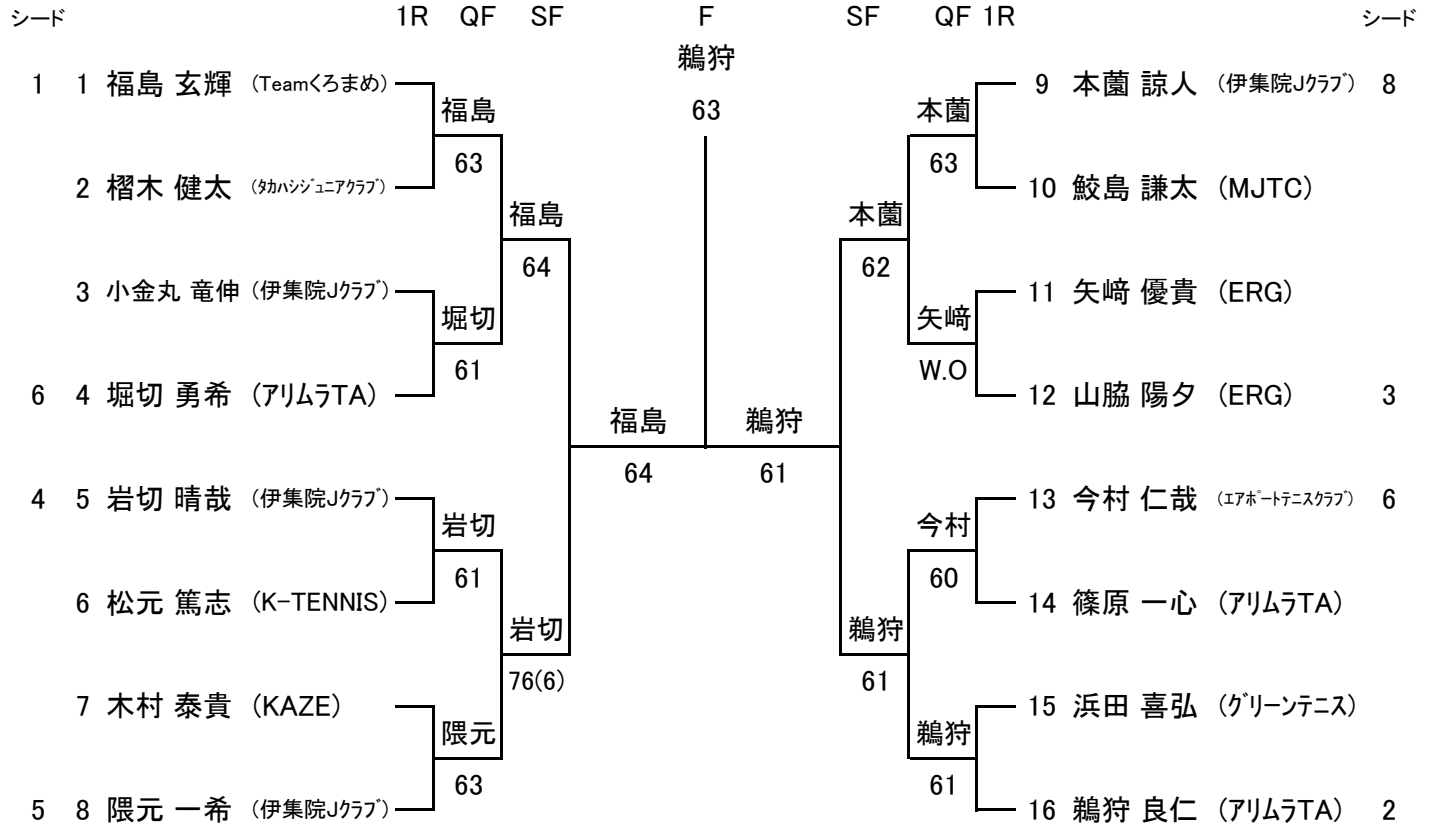 シード 1R QF SF F SF QF 1R シード
鵜狩
1 1 福島 玄輝 (Teamくろまめ) 9 本薗 諒人 (伊集院Jクラブ) 8
福島 63 本薗
63 63
2 槢木 健太 (タカハシジュニアクラブ) 10 鮫島 謙太 (MJTC)
福島 本薗
64 62
3 小金丸 竜伸 (伊集院Jクラブ) 11 矢﨑 優貴 (ERG)
堀切 矢﨑
61 W.O
6 4 堀切 勇希 (アリムラTA) 12 山脇 陽夕 (ERG) 3
福島 鵜狩
64 61
4 5 岩切 晴哉 (伊集院Jクラブ) 13 今村 仁哉 (エアポートテニスクラブ) 6
岩切 今村
61 60
6 松元 篤志 (K-TENNIS) 14 篠原 一心 (アリムラTA)
岩切 鵜狩
76(6) 61
7 木村 泰貴 (KAZE) 15 浜田 喜弘 (グリーンテニス)
隈元 鵜狩
63 61
5 8 隈元 一希 (伊集院Jクラブ) 16 鵜狩 良仁 (アリムラTA) 2